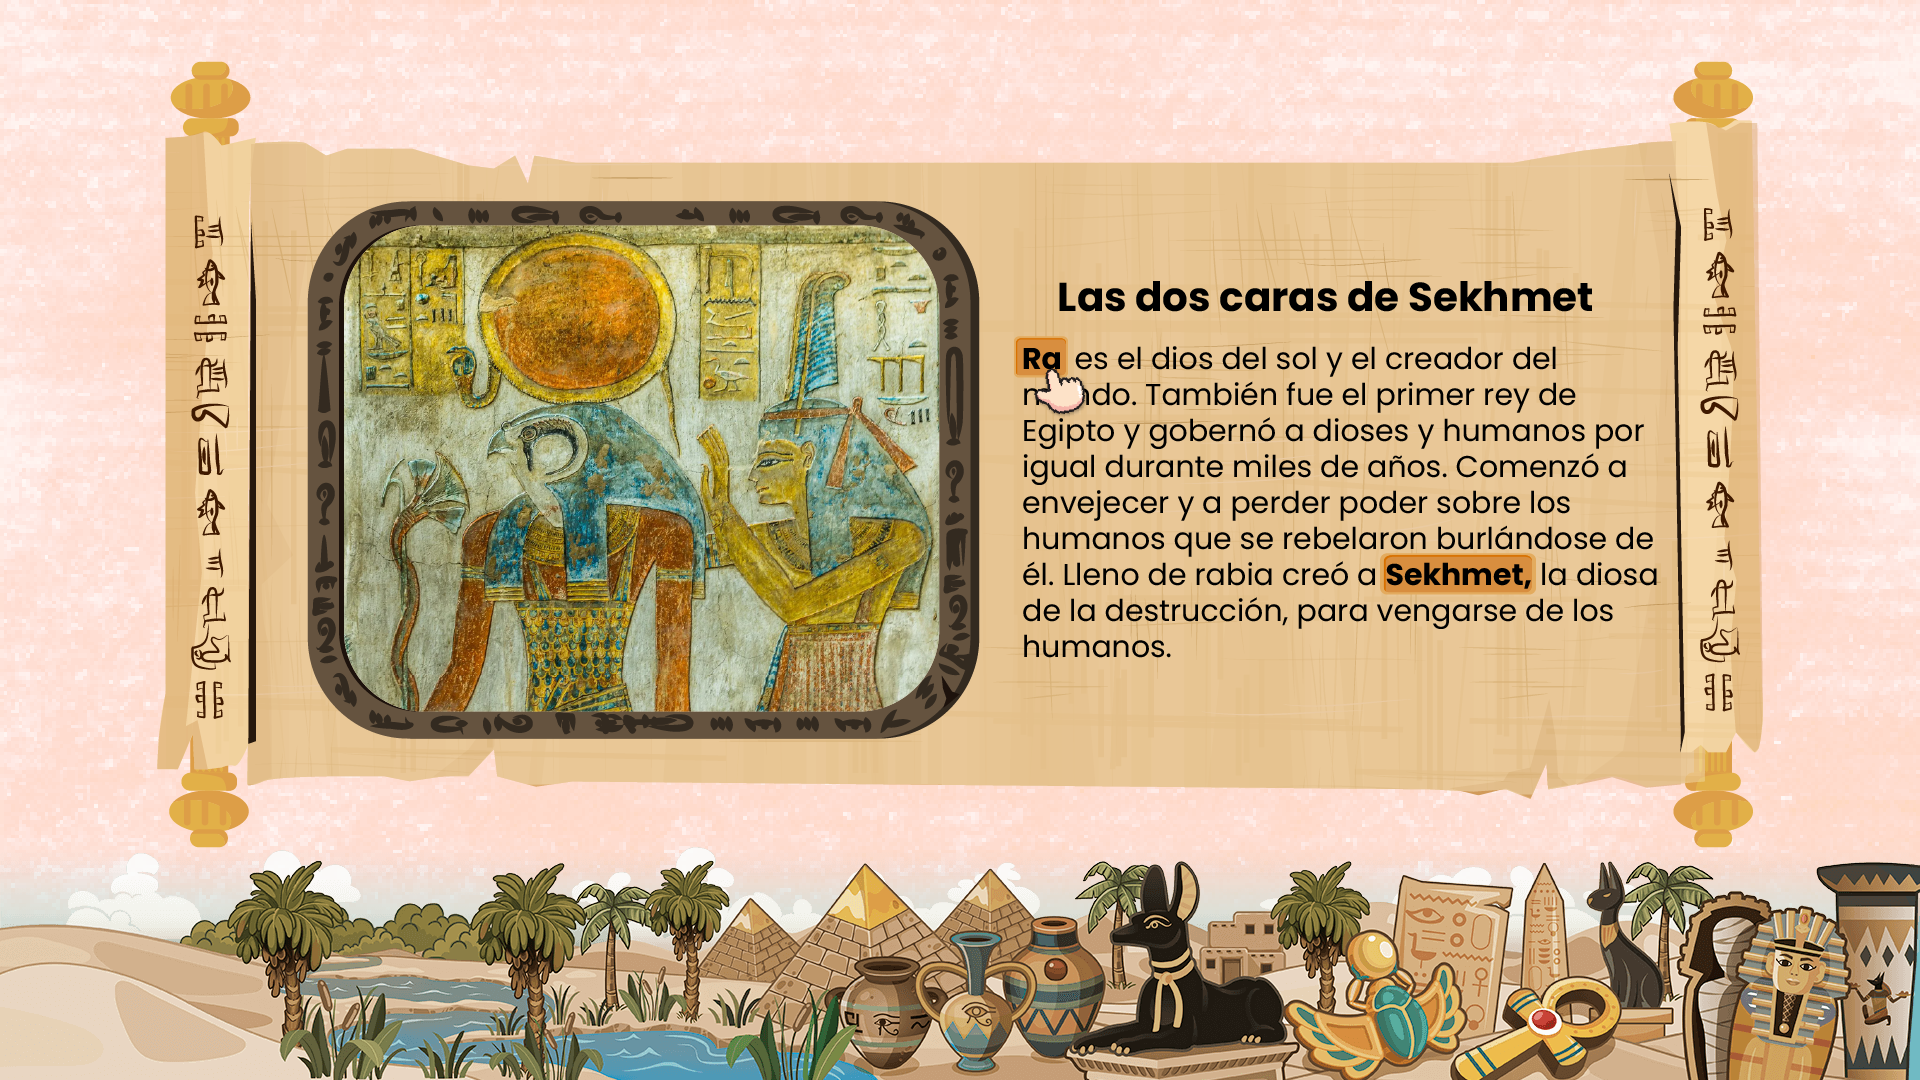 Las dos caras de Sekhmet
Ra es el dios del sol y el creador del
mundo. También fue el primer rey de
Egipto y gobernó a dioses y humanos por
igual durante miles de años. Comenzó a
envejecer y a perder poder sobre los
humanos que se rebelaron burlándose de
él. Lleno de rabia creó a Sekhmet, la diosa
de la destrucción, para vengarse de los
humanos.